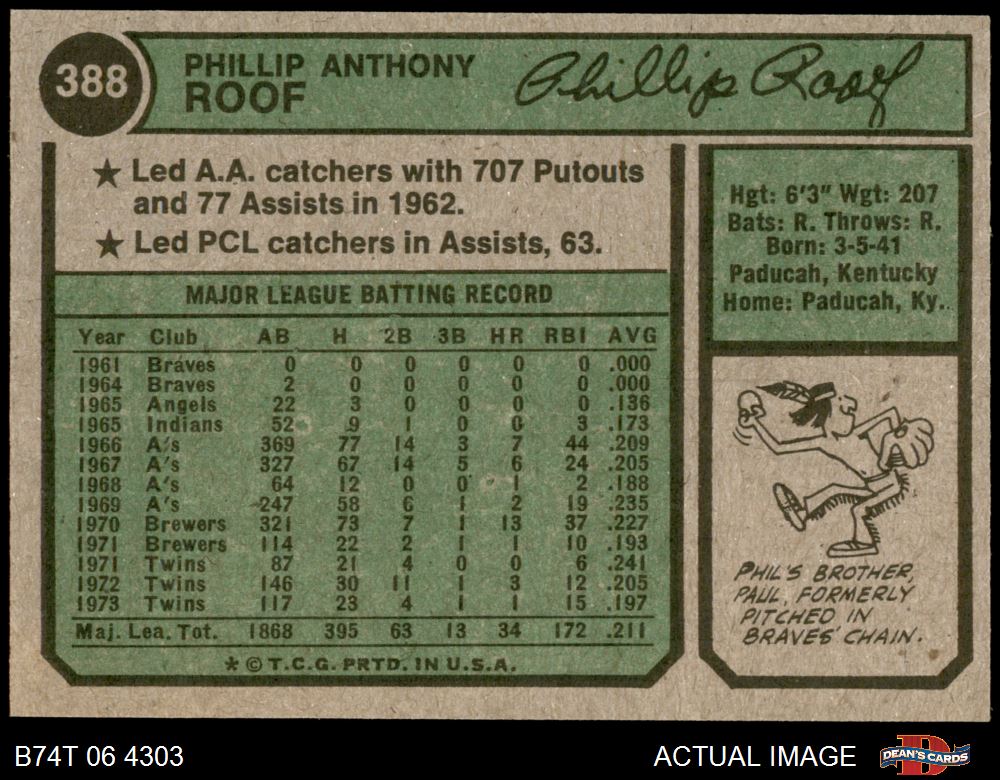 388
PHILLIP ANTHONY
ROOF
Phillip Roof
★ Led A.A. catchers with 707 Putouts
and 77 Assists in 1962.
★ Led PCL catchers in Assists, 63.
MAJOR LEAGUE BATTING RECORD
Year Club AB H 2B 3B HR RBI AVG
1961 Braves 0 0 0 0 0 0 .000
1964 Braves 2 0 0 0 0 0 .000
1965 Angels 22 3 0 0 0 0 .136
1965 Indians 52 9 1 0 0 3 .173
1966 A's 369 77 14 3 7 44 .209
1967 A's 327 67 14 5 6 24 .205
1968 A's 64 12 0 0 1 2 .188
1969 A's 247 58 6 1 2 19 .235
1970 Brewers 321 73 7 1 13 37 .227
1971 Brewers 114 22 2 1 1 10 .193
1971 Twins 87 21 4 0 0 6 .241
1972 Twins 146 30 11 1 3 12 .205
1973 Twins 117 23 4 1 1 15 .197
Maj. Lea. Tot. 1868 395 63 13 34 172 .211
* © T.C.G. PRTD. IN U.S.A.
Hgt: 6'3" Wgt: 207
Bats: R. Throws: R.
Born: 3-5-41
Paducah, Kentucky
Home: Paducah, Ky.
PHIL'S BROTHER,
PAUL, FORMERLY
PITCHED IN
BRAVES' CHAIN.
B74T 06 4303
ACTUAL IMAGE
DEAN'S CARDS